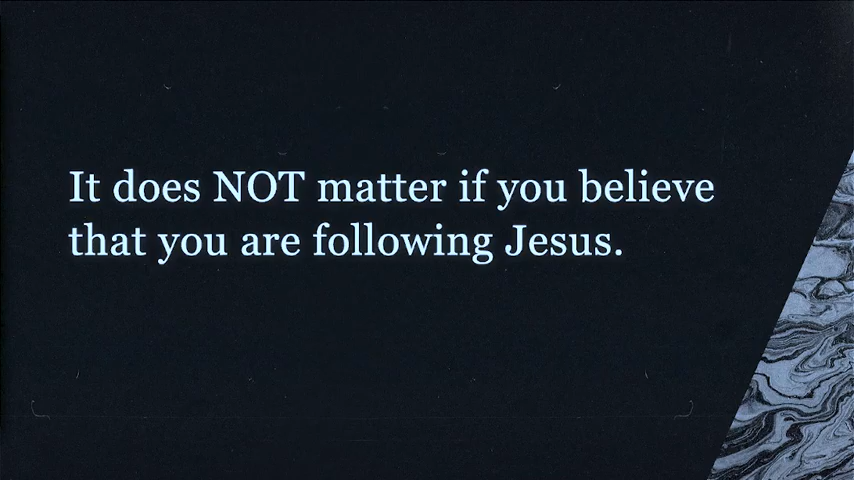 It does NOT matter if you believe
that you are following Jesus.